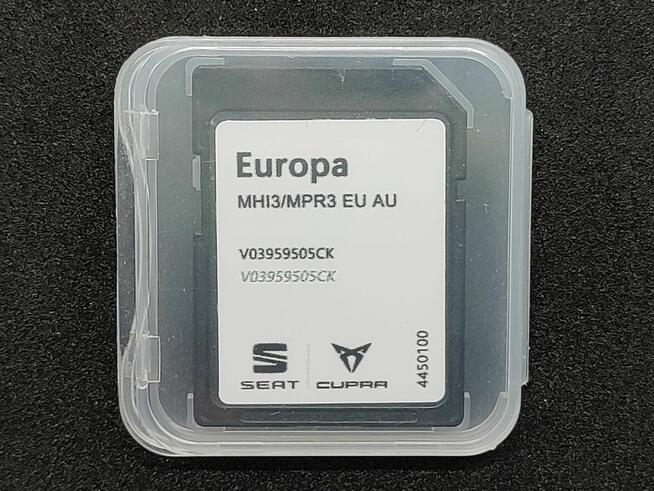 Europa
MHI3/MPR3 EU AU
V03959505CK
V03959505CK
SEAT
CUPRA
4450100